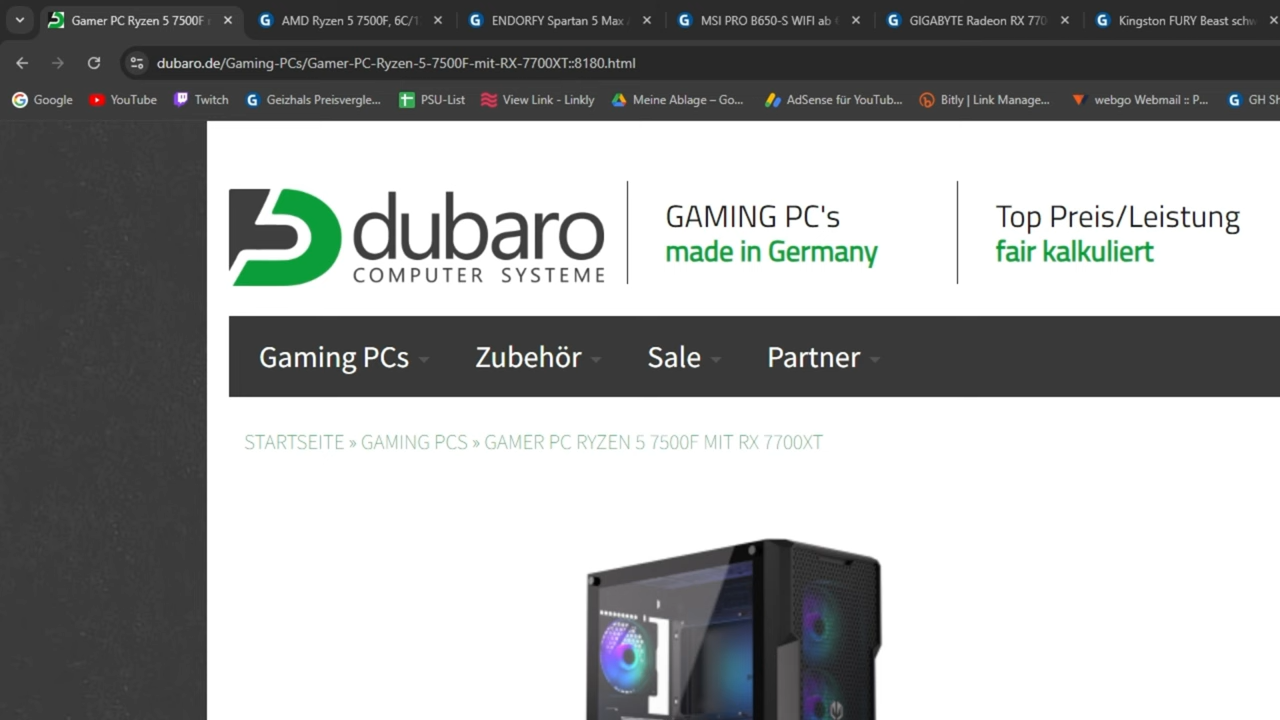 Gamer PC Ryzen 5 7500F
AMD Ryzen 5 7500F, 6C/1
ENDORFY Spartan 5 Max
MSI PRO B650-S WIFI ab
GIGABYTE Radeon RX 770
Kingston FURY Beast schw
dubaro.de/Gaming-PCs/Gamer-PC-Ryzen-5-7500F-mit-RX-7700XT::8180.html
Google
YouTube
Twitch
Geizhals Preisvergle...
PSU-List
View Link - Linkly
Meine Ablage – Go...
AdSense für YouTub...
Bitly | Link Manage...
webgo Webmail :: P...
GH SH
dubaro
COMPUTER SYSTEME
GAMING PC's
made in Germany
Top Preis/Leistung
fair kalkuliert
Gaming PCs
Zubehör
Sale
Partner
STARTSEITE » GAMING PCS » GAMER PC RYZEN 5 7500F MIT RX 7700XT